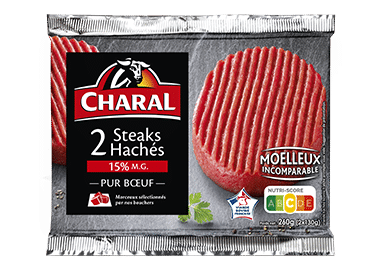 CHARAL
2 Steaks
Hachés
15% M.G.
PUR BŒUF
Morceaux sélectionnés
par nos bouchers
MOELLEUX
INCOMPARABLE
VIANDE
BOVINE
FRANÇAISE
NUTRI-SCORE
A B C D E
260g (2x130g)